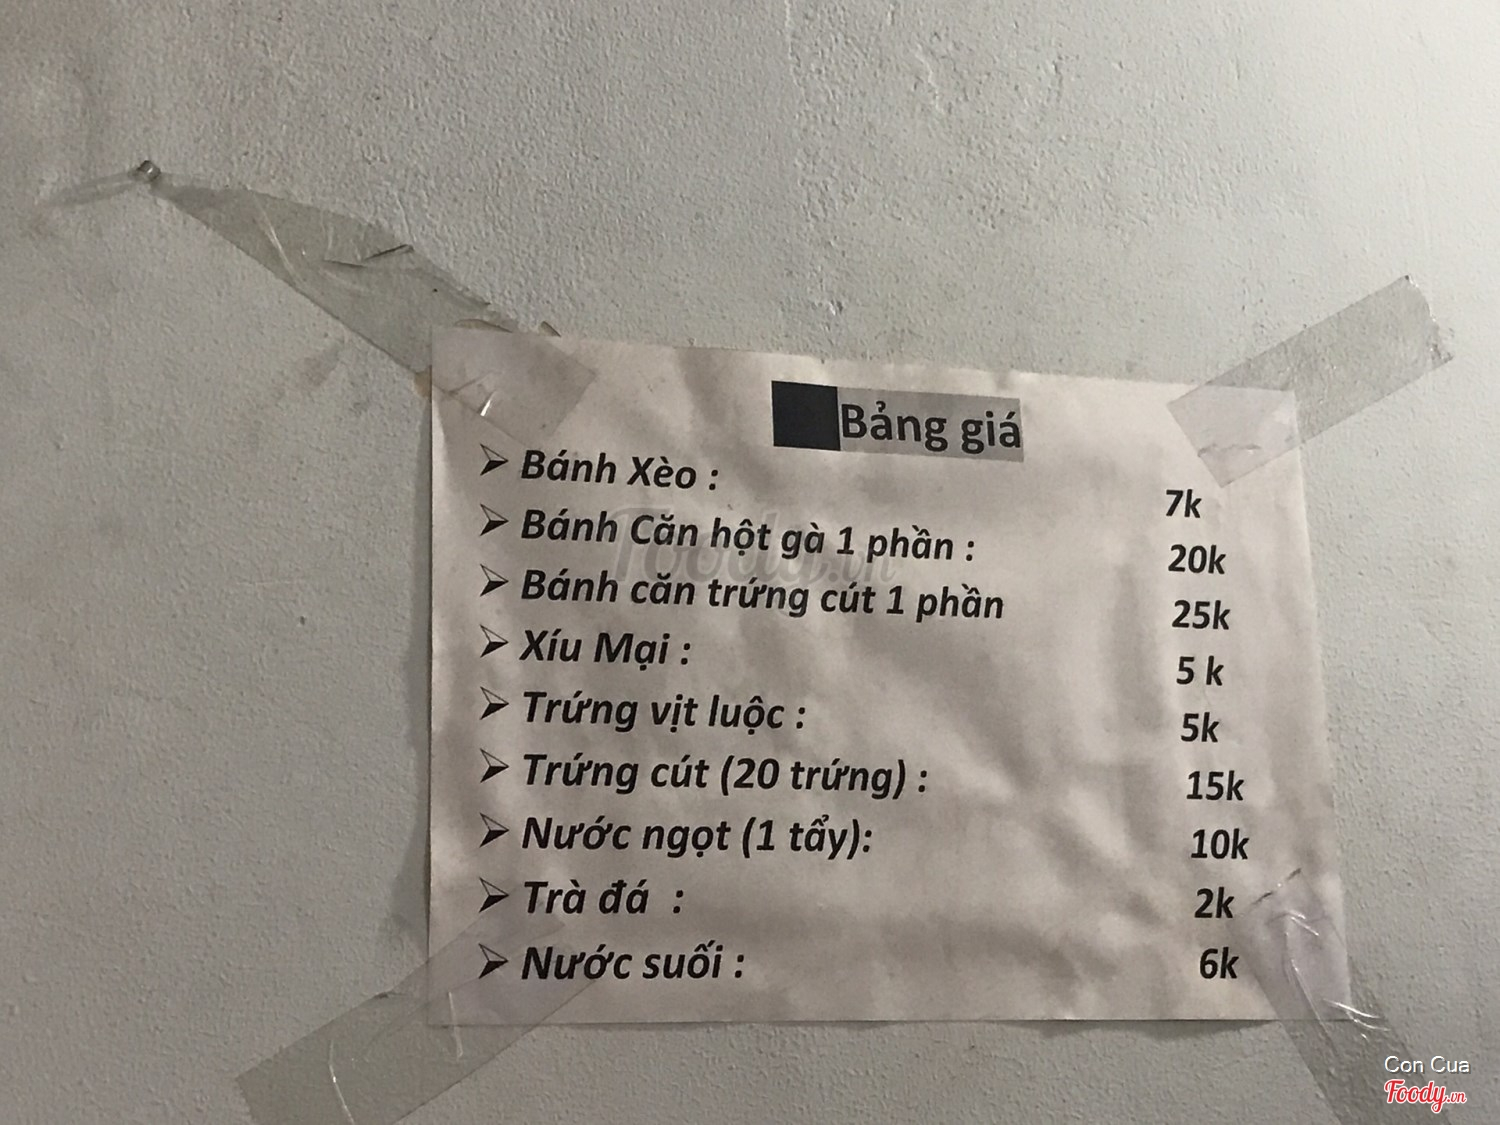 Bảng giá
➢ Bánh Xèo : 7k
➢ Bánh Căn hột gà 1 phần : 20k
➢ Bánh căn trứng cút 1 phần 25k
➢ Xíu Mại : 5 k
➢ Trứng vịt luộc : 5k
➢ Trứng cút (20 trứng) : 15k
➢ Nước ngọt (1 tẩy): 10k
➢ Trà đá : 2k
➢ Nước suối : 6k
Foody.vn
Con Cua
Foody.vn